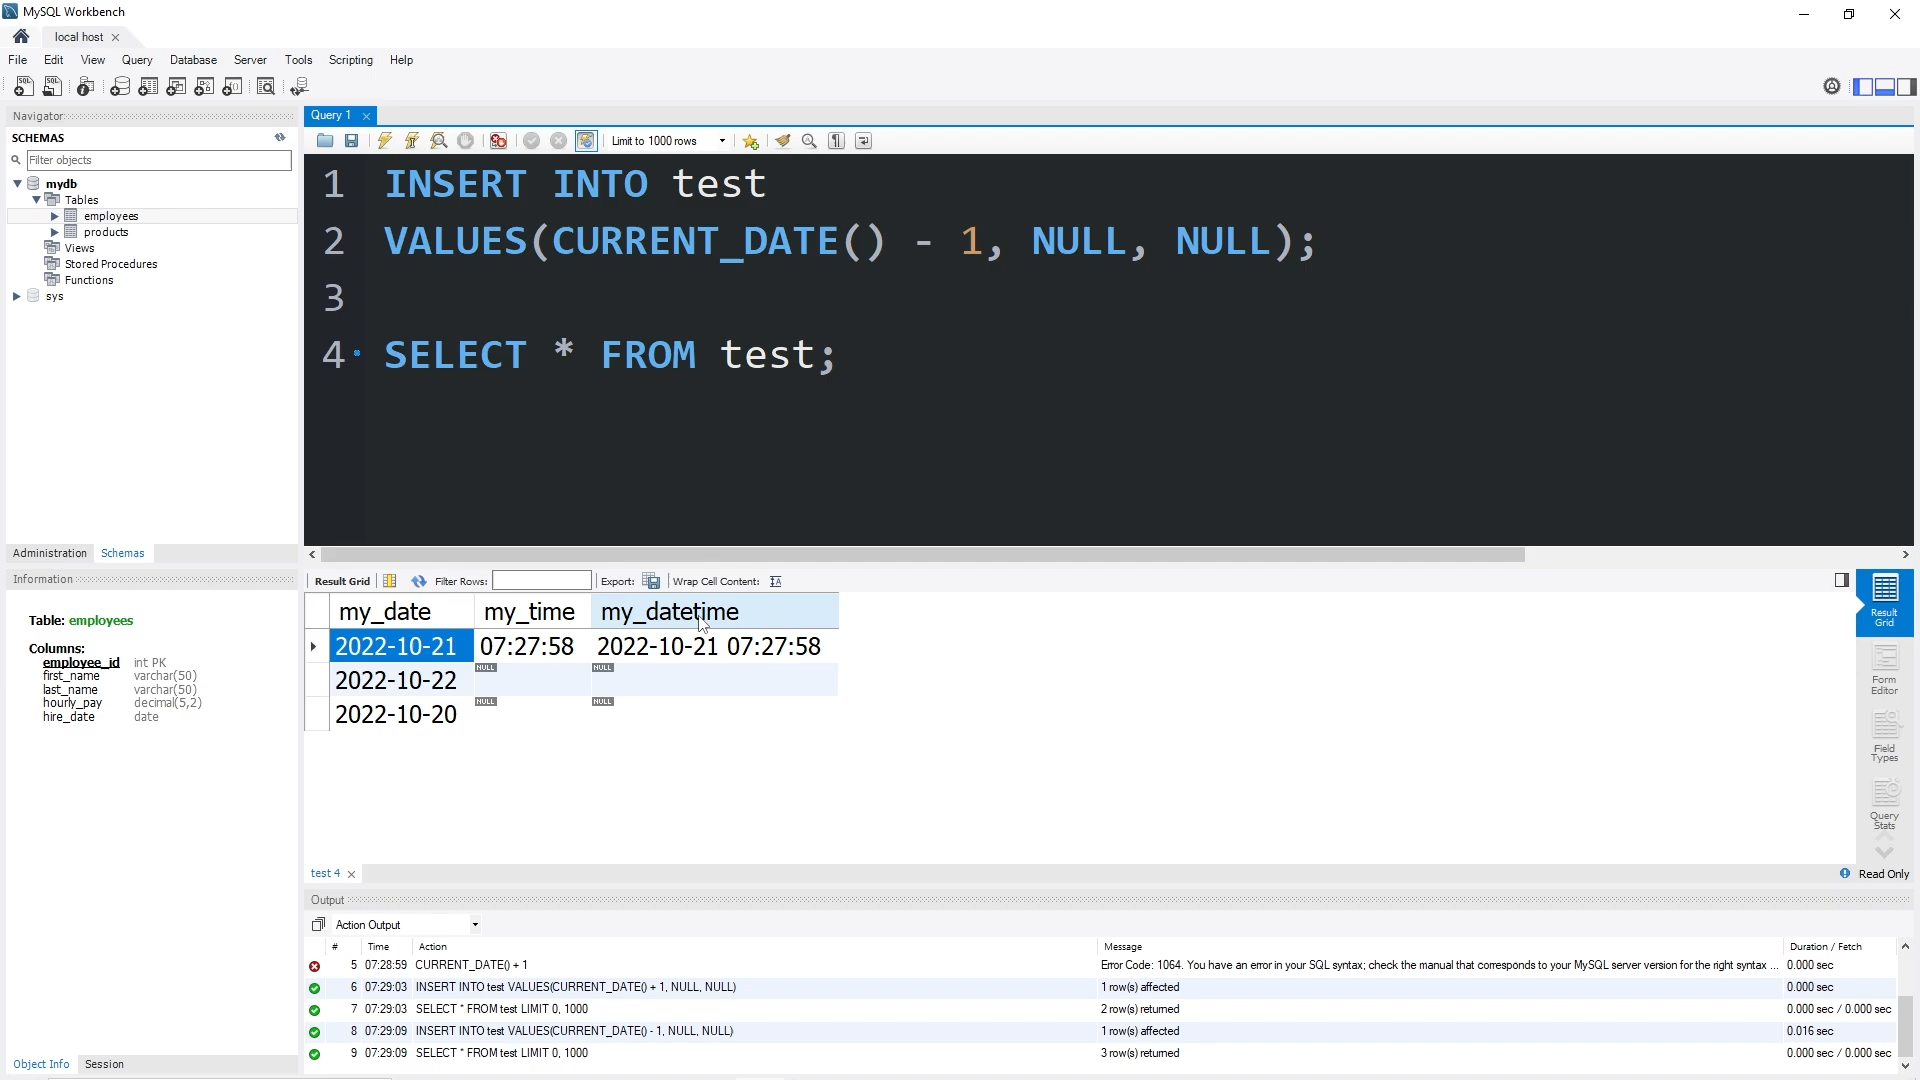 MySQL Workbench
local host
File Edit View Query Database Server Tools Scripting Help
Navigator
SCHEMAS
Filter objects
mydb
Tables
employees
products
Views
Stored Procedures
Functions
sys
Administration Schemas
Information
Table: employees
Columns:
employee_id int PK
first_name varchar(50)
last_name varchar(50)
hourly_pay decimal(5,2)
hire_date date
Object Info Session
Query 1
Limit to 1000 rows
1 INSERT INTO test
2 VALUES(CURRENT_DATE() - 1, NULL, NULL);
3
4 SELECT * FROM test;
Result Grid Filter Rows: Export: Wrap Cell Content:
my_date my_time my_datetime
2022-10-21 07:27:58 2022-10-21 07:27:58
2022-10-22 NULL NULL
2022-10-20 NULL NULL
Result
Grid
Form
Editor
Field
Types
Query
Stats
test 4
Read Only
Output
Action Output
# Time Action Message Duration / Fetch
5 07:28:59 CURRENT_DATE() + 1 Error Code: 1064. You have an error in your SQL syntax; check the manual that corresponds to your MySQL server version for the right syntax ... 0.000 sec
6 07:29:03 INSERT INTO test VALUES(CURRENT_DATE() + 1, NULL, NULL) 1 row(s) affected 0.000 sec
7 07:29:03 SELECT * FROM test LIMIT 0, 1000 2 row(s) returned 0.000 sec / 0.000 sec
8 07:29:09 INSERT INTO test VALUES(CURRENT_DATE() - 1, NULL, NULL) 1 row(s) affected 0.016 sec
9 07:29:09 SELECT * FROM test LIMIT 0, 1000 3 row(s) returned 0.000 sec / 0.000 sec